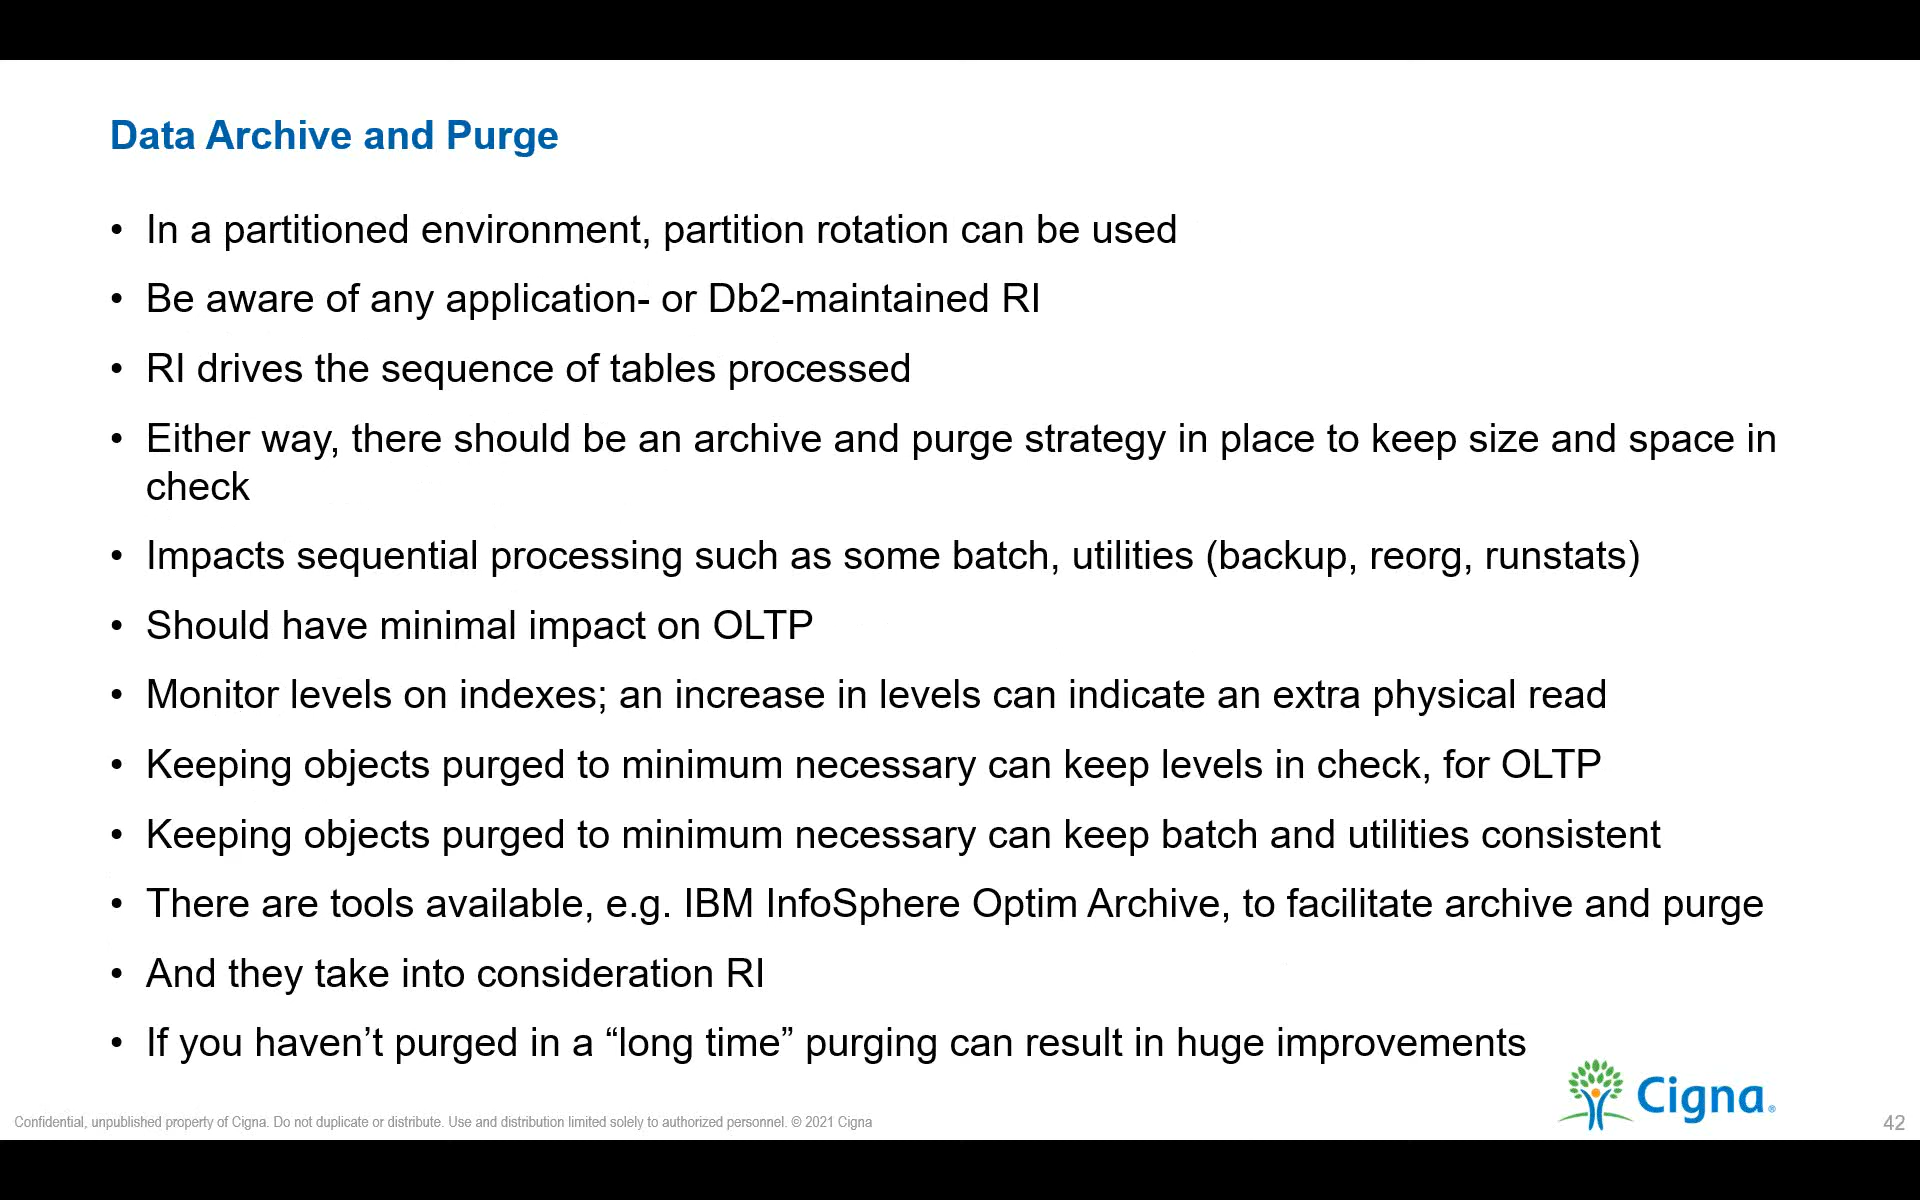 Data Archive and Purge
• In a partitioned environment, partition rotation can be used
• Be aware of any application- or Db2-maintained RI
• RI drives the sequence of tables processed
• Either way, there should be an archive and purge strategy in place to keep size and space in
check
• Impacts sequential processing such as some batch, utilities (backup, reorg, runstats)
• Should have minimal impact on OLTP
• Monitor levels on indexes; an increase in levels can indicate an extra physical read
• Keeping objects purged to minimum necessary can keep levels in check, for OLTP
• Keeping objects purged to minimum necessary can keep batch and utilities consistent
• There are tools available, e.g. IBM InfoSphere Optim Archive, to facilitate archive and purge
• And they take into consideration RI
• If you haven’t purged in a “long time” purging can result in huge improvements
Cigna®
Confidential, unpublished property of Cigna. Do not duplicate or distribute. Use and distribution limited solely to authorized personnel. © 2021 Cigna
42